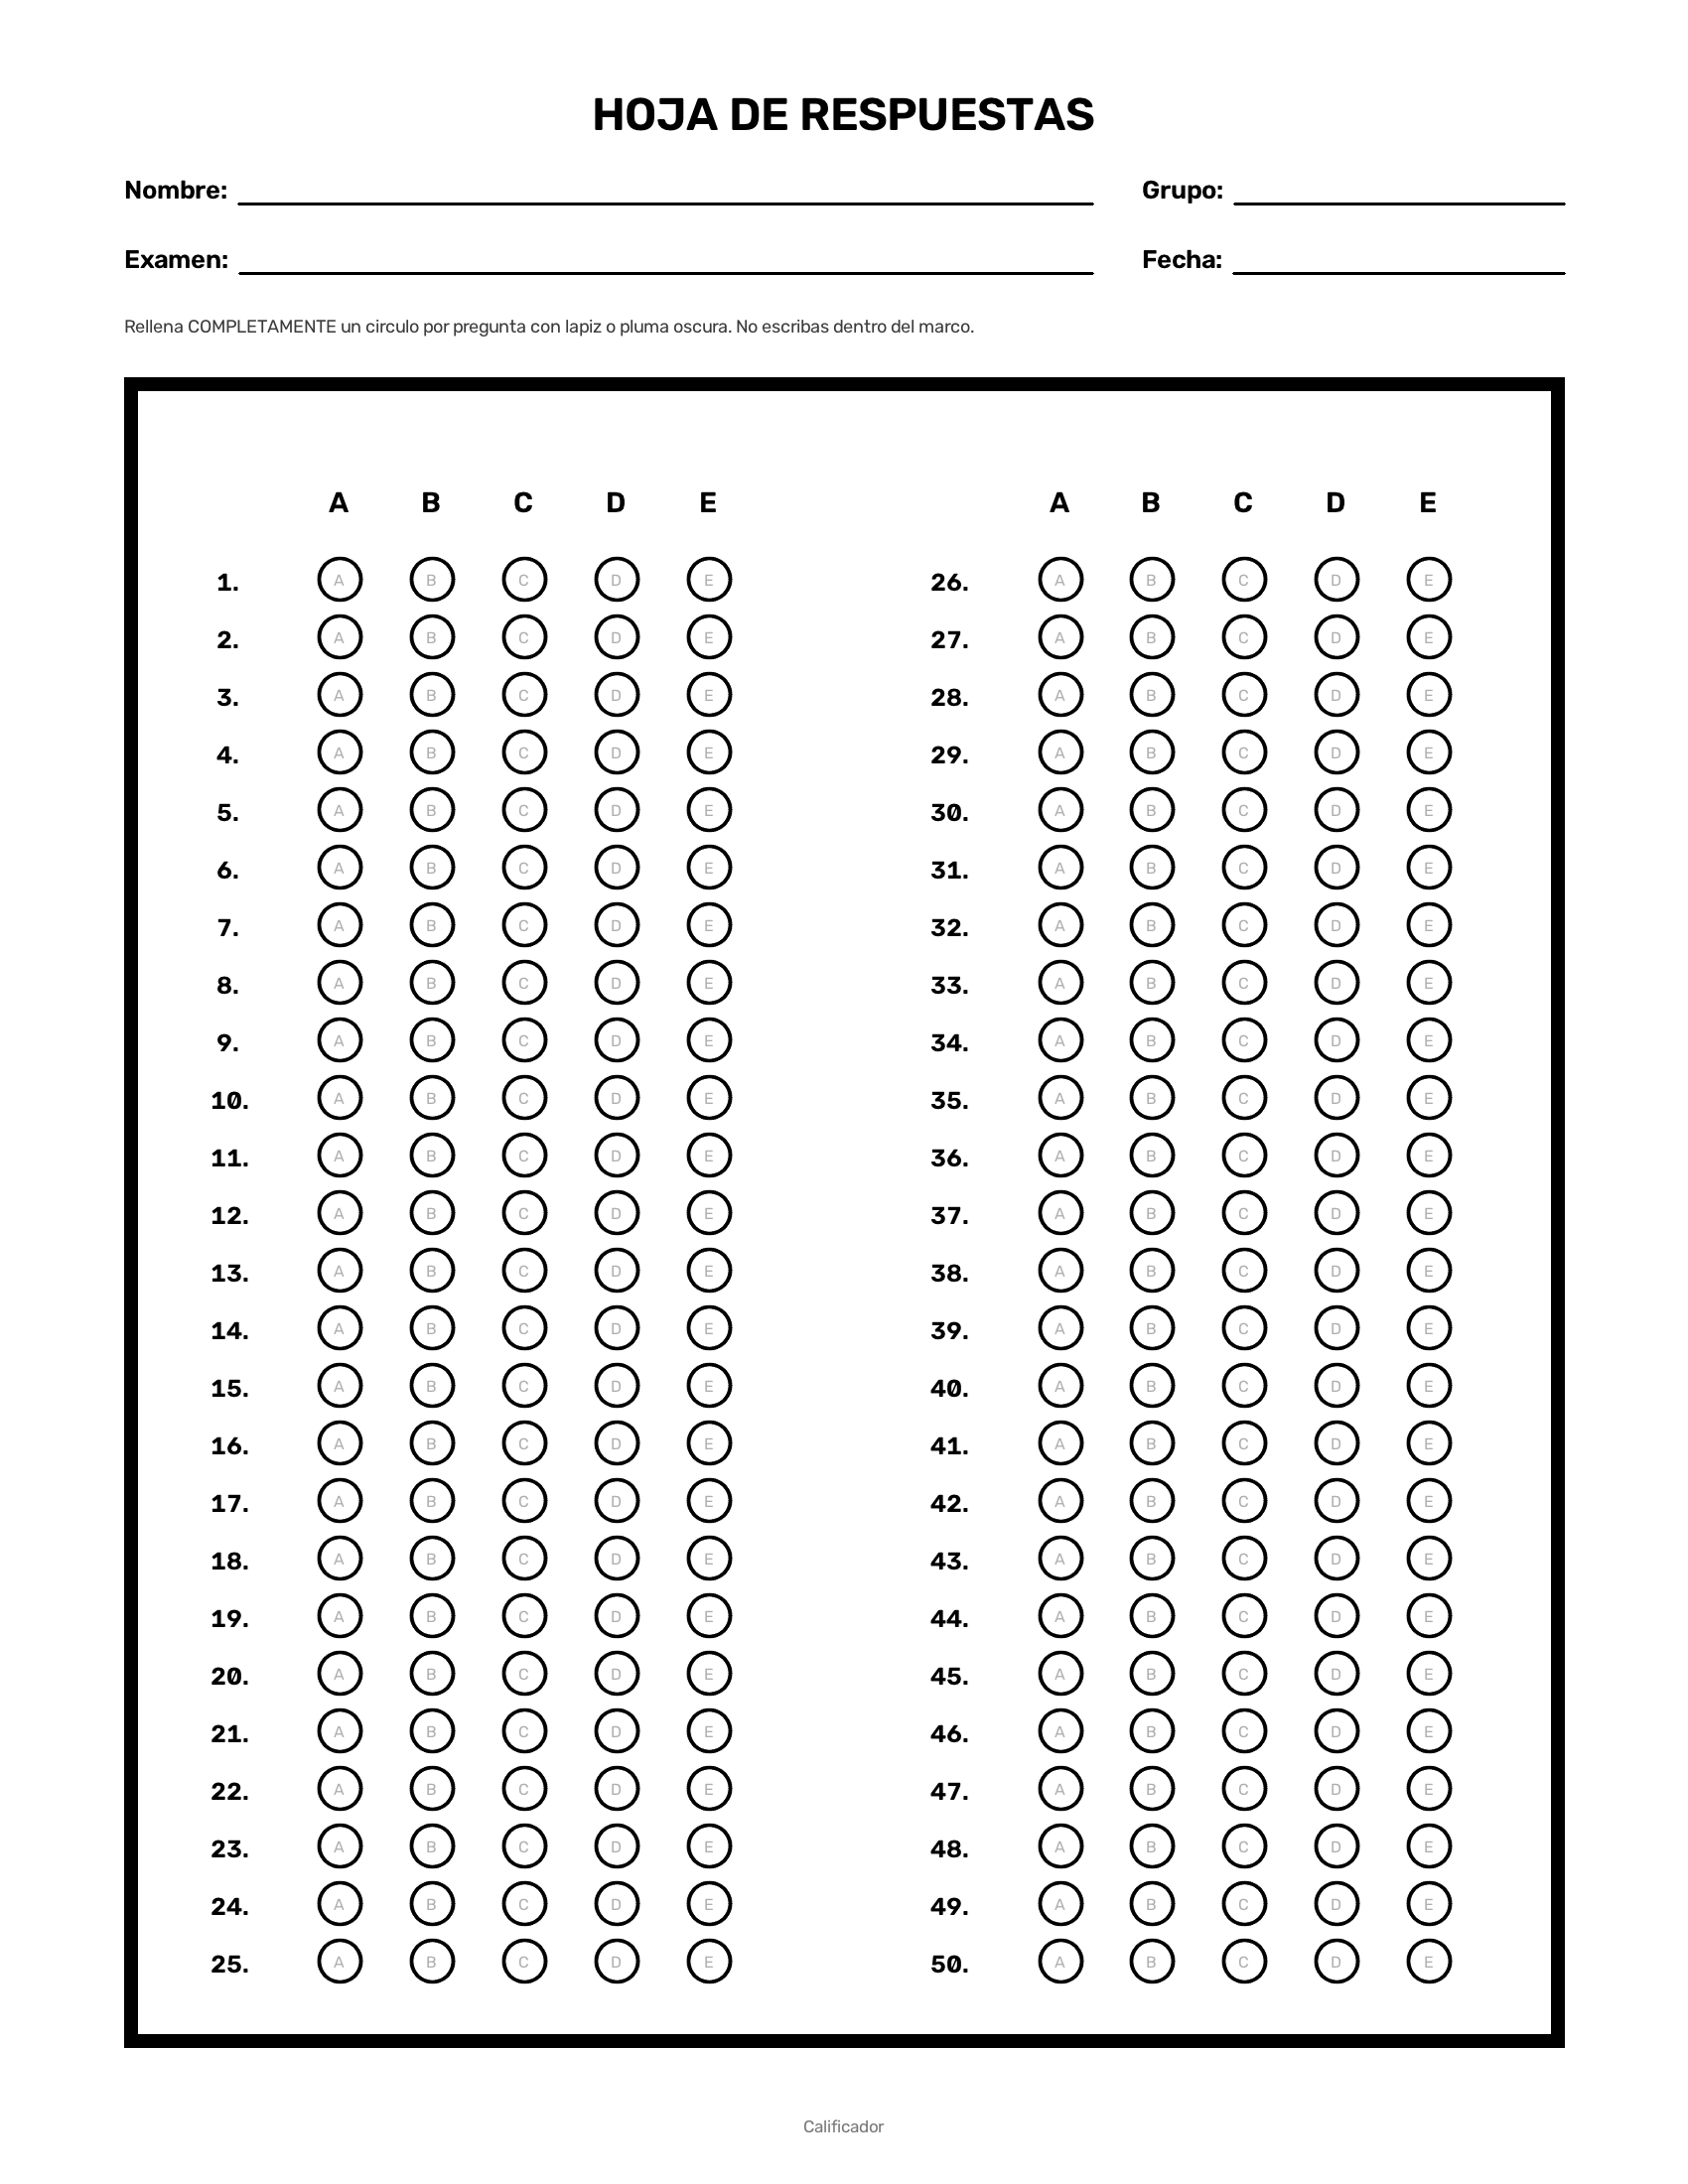 HOJA DE RESPUESTAS
Nombre: Grupo:
Examen: Fecha:
Rellena COMPLETAMENTE un circulo por pregunta con lapiz o pluma oscura. No escribas dentro del marco.
A B C D E
1. A B C D E
2. A B C D E
3. A B C D E
4. A B C D E
5. A B C D E
6. A B C D E
7. A B C D E
8. A B C D E
9. A B C D E
10. A B C D E
11. A B C D E
12. A B C D E
13. A B C D E
14. A B C D E
15. A B C D E
16. A B C D E
17. A B C D E
18. A B C D E
19. A B C D E
20. A B C D E
21. A B C D E
22. A B C D E
23. A B C D E
24. A B C D E
25. A B C D E
A B C D E
26. A B C D E
27. A B C D E
28. A B C D E
29. A B C D E
30. A B C D E
31. A B C D E
32. A B C D E
33. A B C D E
34. A B C D E
35. A B C D E
36. A B C D E
37. A B C D E
38. A B C D E
39. A B C D E
40. A B C D E
41. A B C D E
42. A B C D E
43. A B C D E
44. A B C D E
45. A B C D E
46. A B C D E
47. A B C D E
48. A B C D E
49. A B C D E
50. A B C D E
Calificador